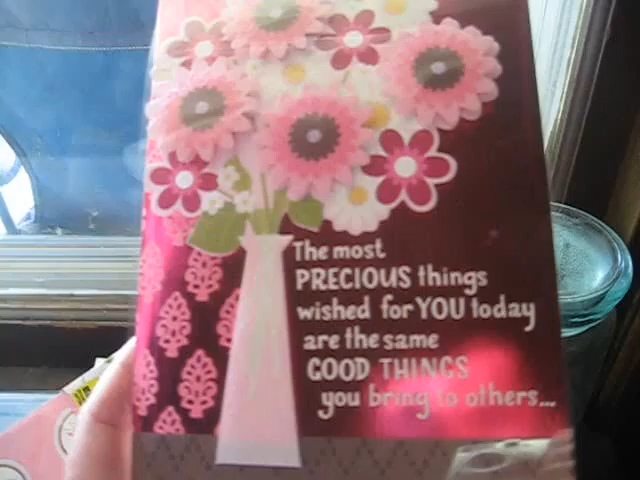 The most
PRECIOUS things
wished for YOU today
are the same
GOOD THINGS
you bring to others...